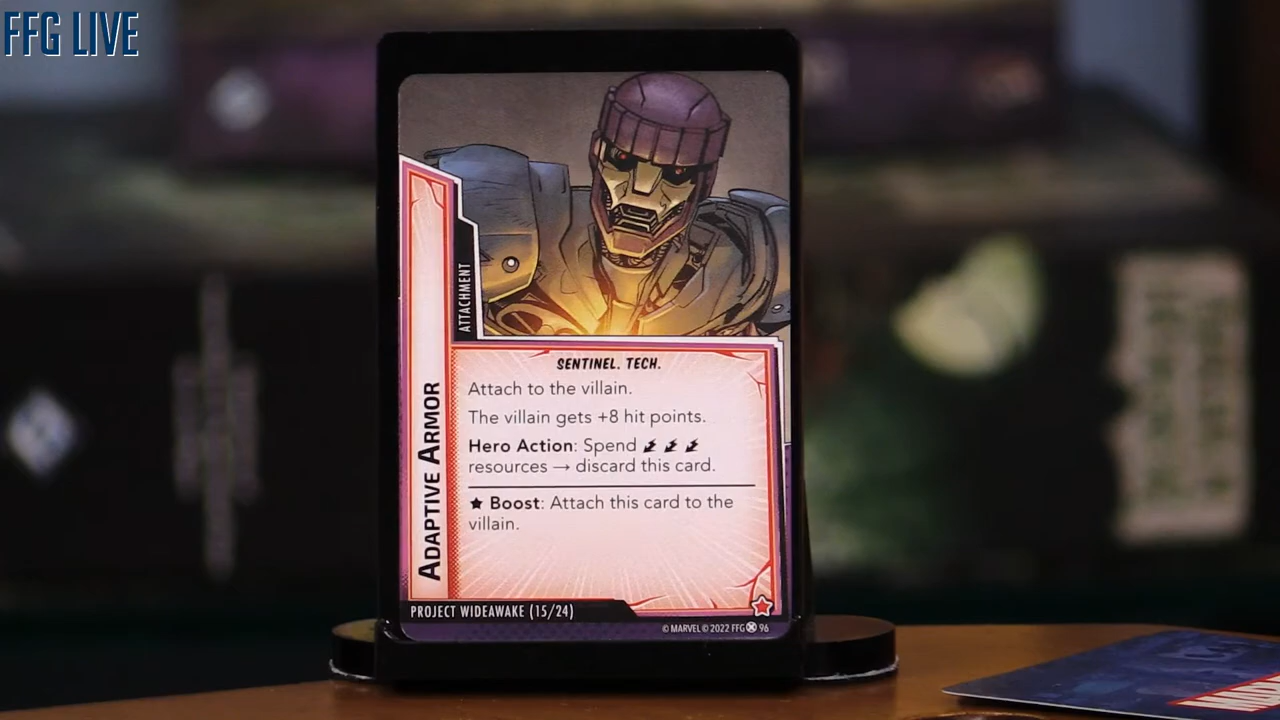 FFG LIVE
ATTACHMENT
ADAPTIVE ARMOR
SENTINEL. TECH.
Attach to the villain.
The villain gets +8 hit points.
Hero Action: Spend
resources → discard this card.
★ Boost: Attach this card to the
villain.
PROJECT WIDEAWAKE (15/24)
© MARVEL © 2022 FFG 96